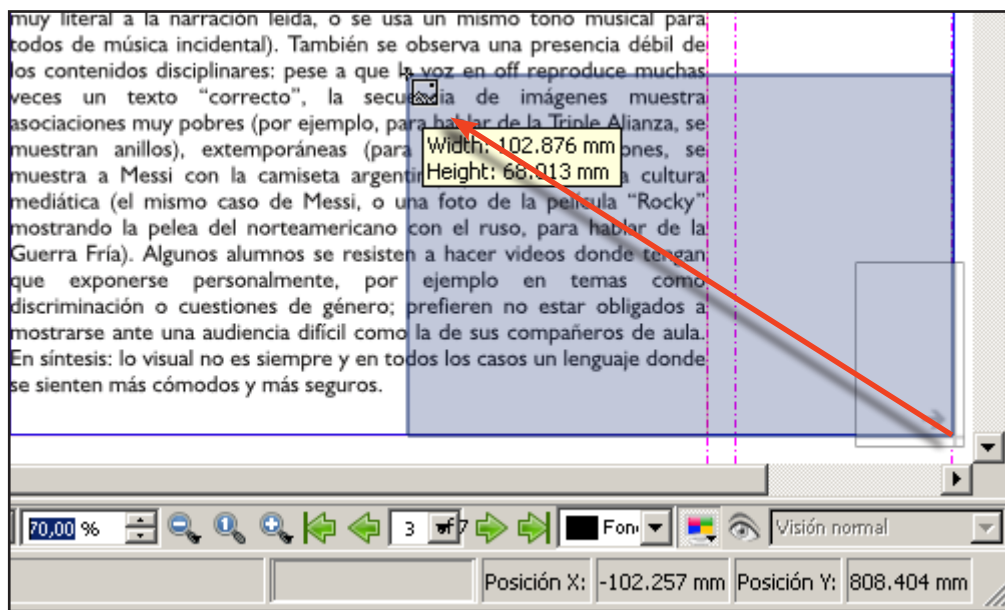 muy literal a la narración leída, o se usa un mismo tono musical para
todos de música incidental). También se observa una presencia débil de
los contenidos disciplinares: pese a que la voz en off reproduce muchas
veces un texto “correcto”, la secuencia de imágenes muestra
asociaciones muy pobres (por ejemplo, para hablar de la Triple Alianza, se
muestran anillos), extemporáneas (para ones, se
muestra a Messi con la camiseta argentin a cultura
mediática (el mismo caso de Messi, o una foto de la película “Rocky”
mostrando la pelea del norteamericano con el ruso, para hablar de la
Guerra Fría). Algunos alumnos se resisten a hacer videos donde tengan
que exponerse personalmente, por ejemplo en temas como
discriminación o cuestiones de género; prefieren no estar obligados a
mostrarse ante una audiencia difícil como la de sus compañeros de aula.
En síntesis: lo visual no es siempre y en todos los casos un lenguaje donde
se sienten más cómodos y más seguros.
Width: 102.876 mm
Height: 68.013 mm
70,00 % 1 3 of 7 Fon Visión normal
Posición X: -102.257 mm Posición Y: 808.404 mm